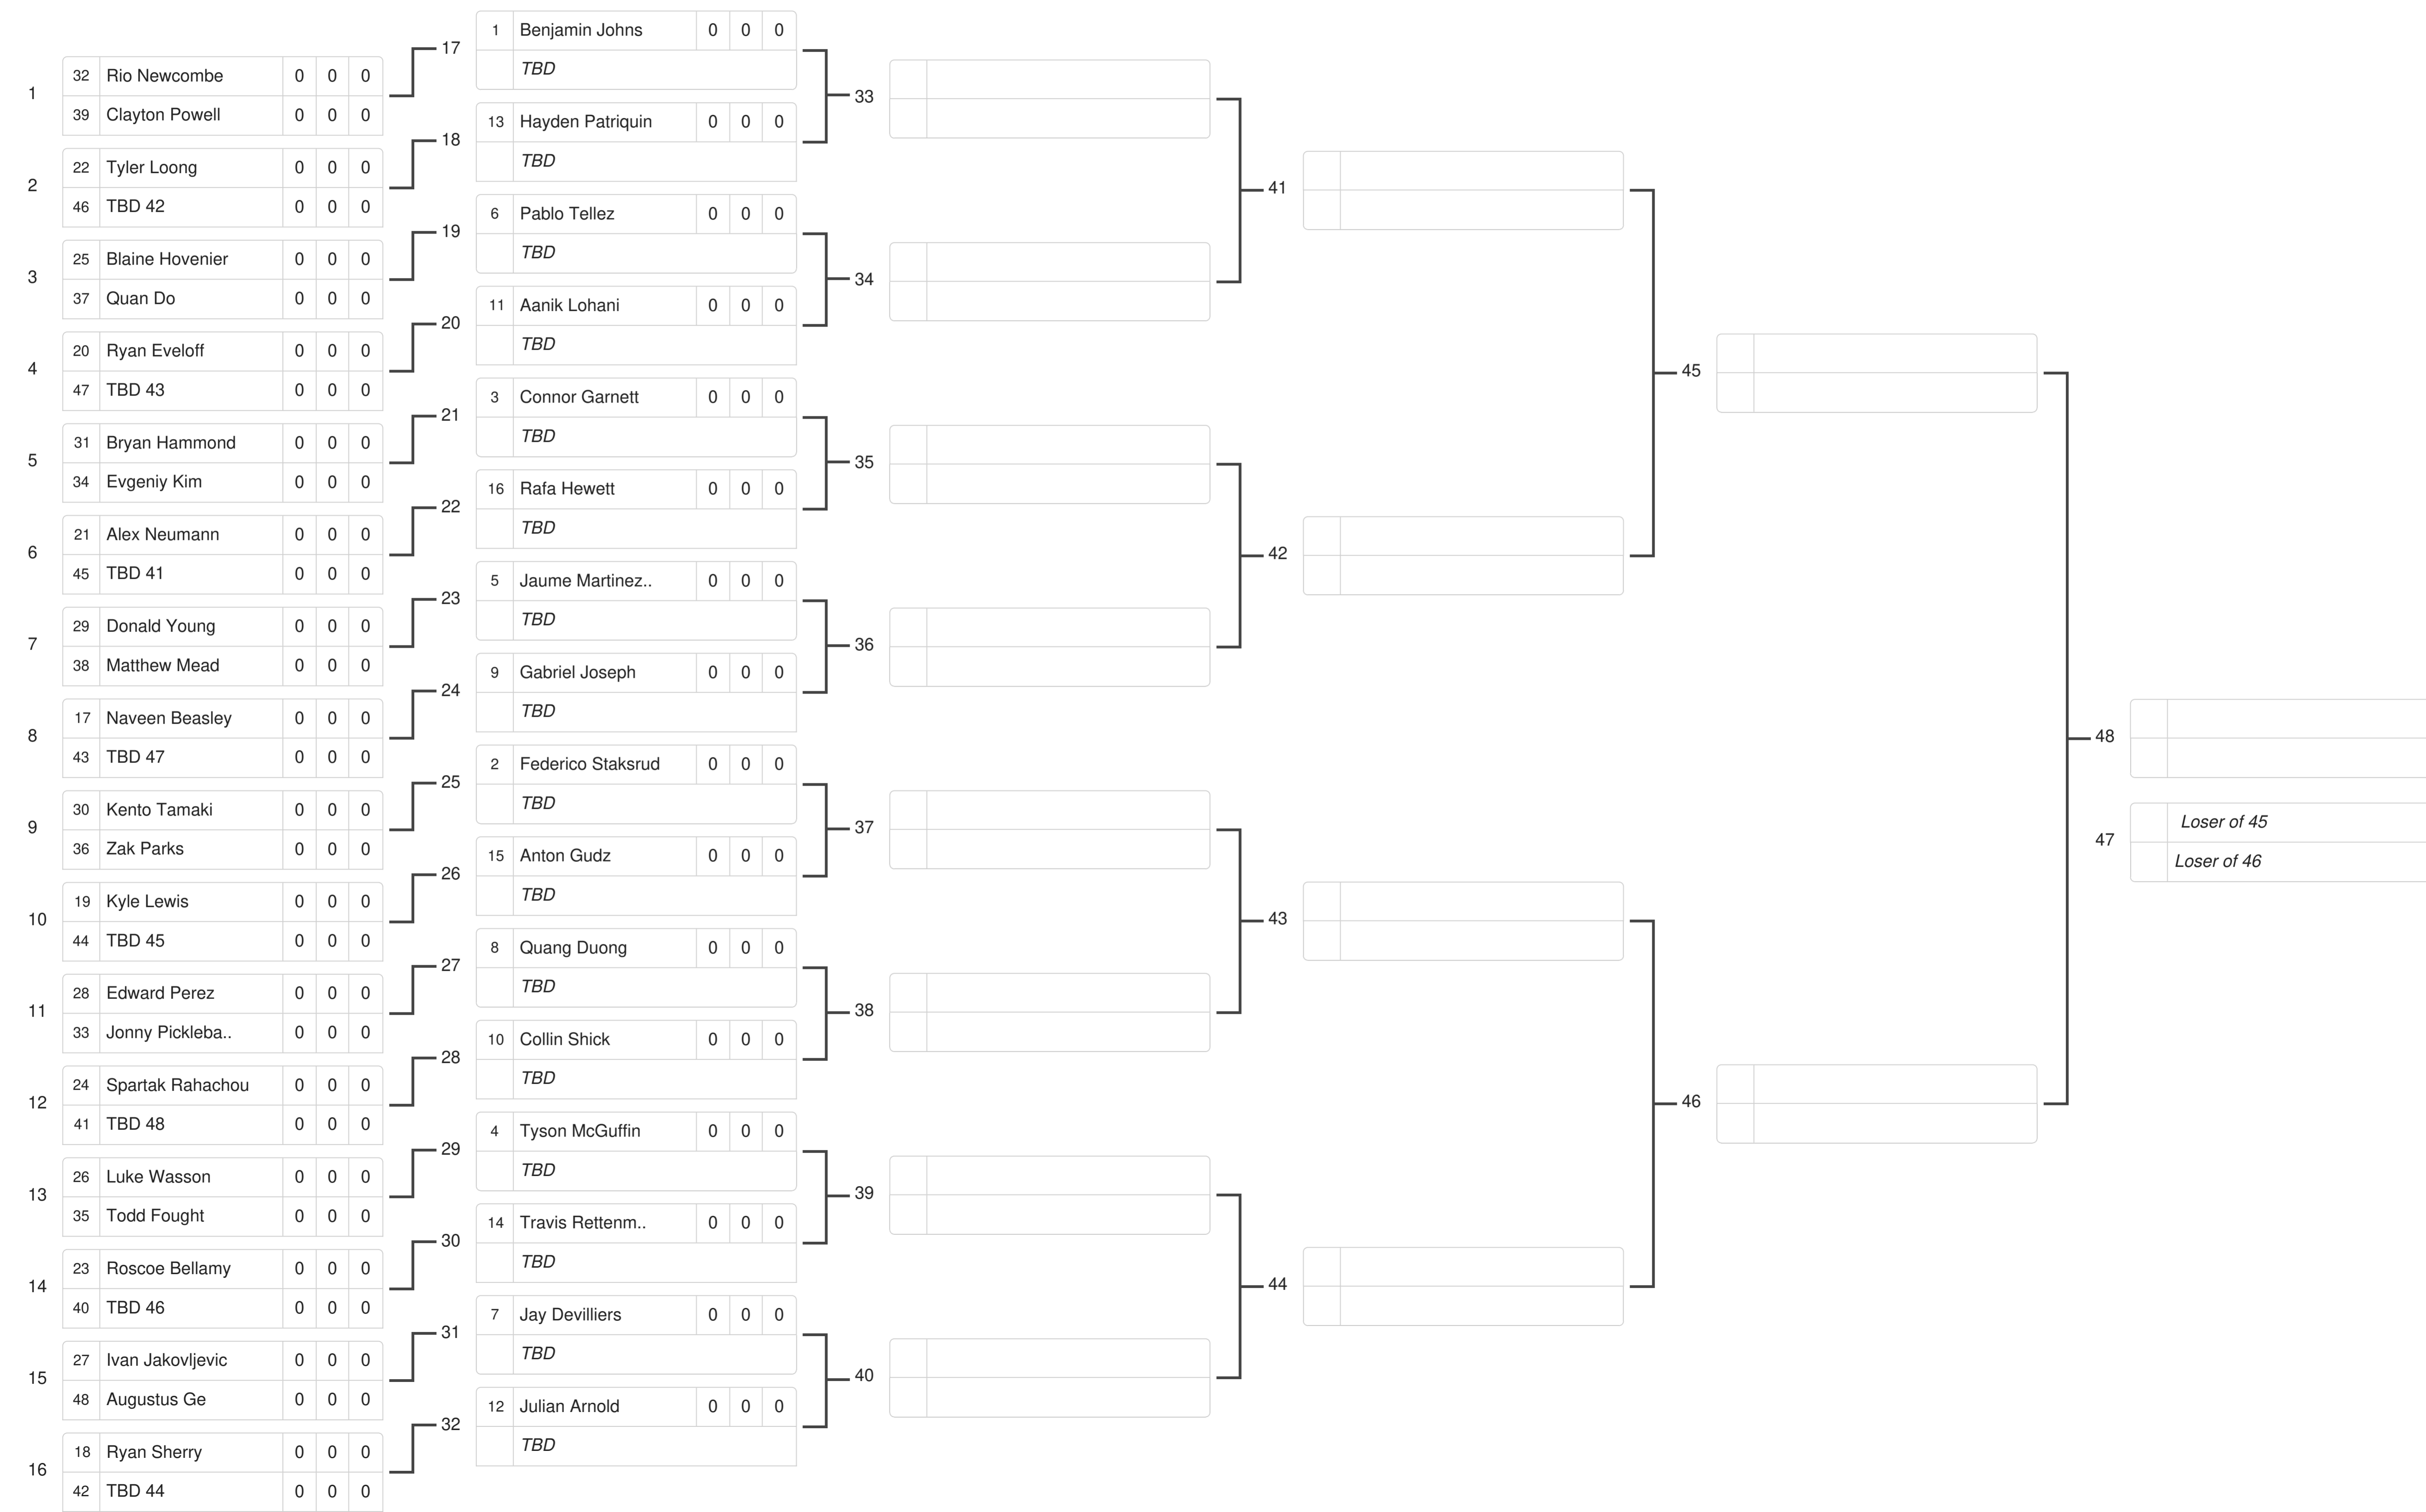 1
32 Rio Newcombe 0 0 0
39 Clayton Powell 0 0 0
2
22 Tyler Loong 0 0 0
46 TBD 42 0 0 0
3
25 Blaine Hovenier 0 0 0
37 Quan Do 0 0 0
4
20 Ryan Eveloff 0 0 0
47 TBD 43 0 0 0
5
31 Bryan Hammond 0 0 0
34 Evgeniy Kim 0 0 0
6
21 Alex Neumann 0 0 0
45 TBD 41 0 0 0
7
29 Donald Young 0 0 0
38 Matthew Mead 0 0 0
8
17 Naveen Beasley 0 0 0
43 TBD 47 0 0 0
9
30 Kento Tamaki 0 0 0
36 Zak Parks 0 0 0
10
19 Kyle Lewis 0 0 0
44 TBD 45 0 0 0
11
28 Edward Perez 0 0 0
33 Jonny Pickleba.. 0 0 0
12
24 Spartak Rahachou 0 0 0
41 TBD 48 0 0 0
13
26 Luke Wasson 0 0 0
35 Todd Fought 0 0 0
14
23 Roscoe Bellamy 0 0 0
40 TBD 46 0 0 0
15
27 Ivan Jakovljevic 0 0 0
48 Augustus Ge 0 0 0
16
18 Ryan Sherry 0 0 0
42 TBD 44 0 0 0
17
1 Benjamin Johns 0 0 0
TBD
18
13 Hayden Patriquin 0 0 0
TBD
19
6 Pablo Tellez 0 0 0
TBD
20
11 Aanik Lohani 0 0 0
TBD
21
3 Connor Garnett 0 0 0
TBD
22
16 Rafa Hewett 0 0 0
TBD
23
5 Jaume Martinez.. 0 0 0
TBD
24
9 Gabriel Joseph 0 0 0
TBD
25
2 Federico Staksrud 0 0 0
TBD
26
15 Anton Gudz 0 0 0
TBD
27
8 Quang Duong 0 0 0
TBD
28
10 Collin Shick 0 0 0
TBD
29
4 Tyson McGuffin 0 0 0
TBD
30
14 Travis Rettenm.. 0 0 0
TBD
31
7 Jay Devilliers 0 0 0
TBD
32
12 Julian Arnold 0 0 0
TBD
33
34
35
36
37
38
39
40
41
42
43
44
45
46
48
47
Loser of 45
Loser of 46